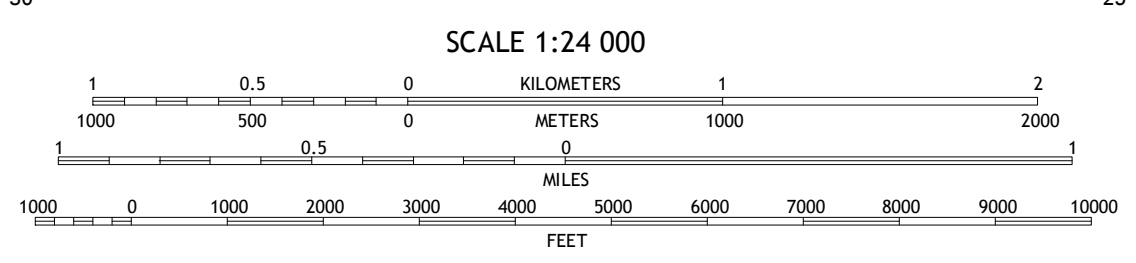 SCALE 1:24 000
1 0.5 0 KILOMETERS 1 2
1000 500 0 METERS 1000 2000
1 0.5 0 1
MILES
1000 0 1000 2000 3000 4000 5000 6000 7000 8000 9000 10000
FEET